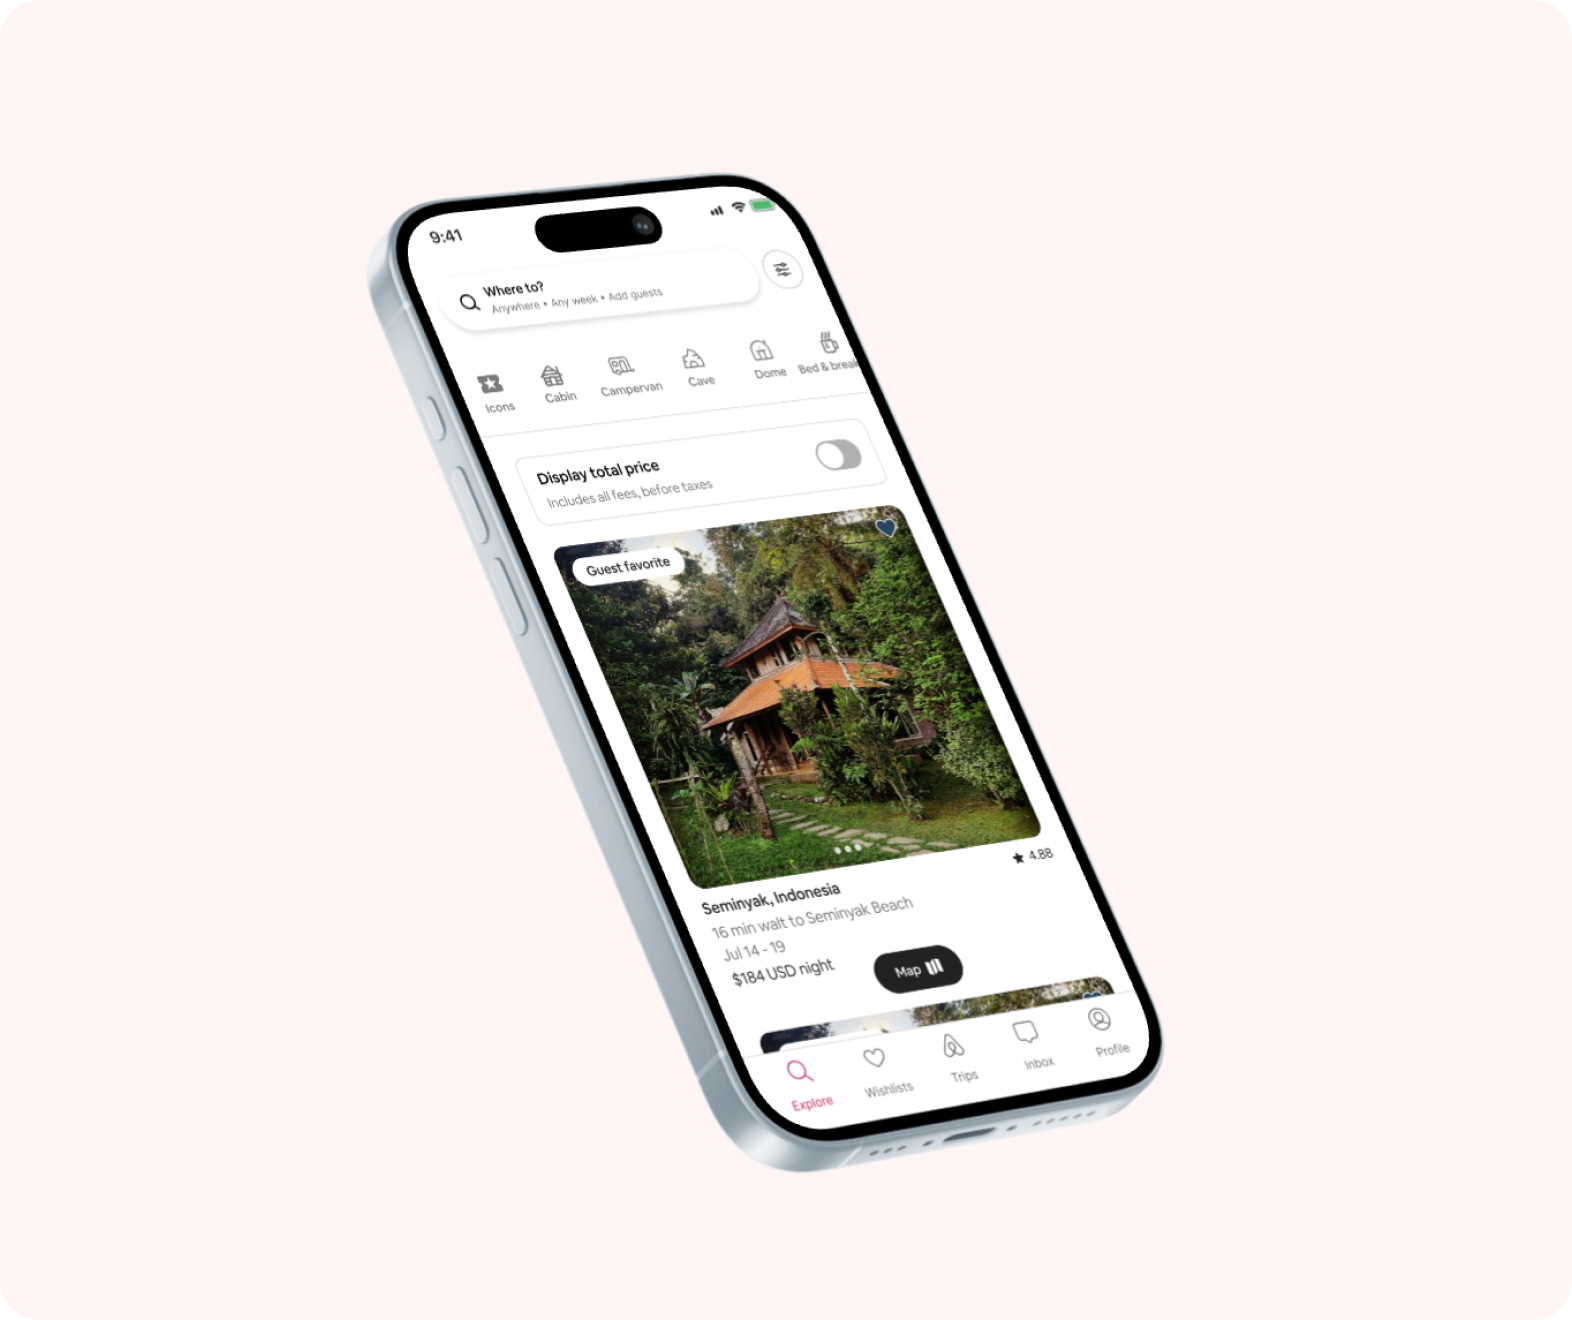 9:41
Where to?
Anywhere • Any week • Add guests
Icons
Cabin
Campervan
Cave
Dome
Bed & break
Display total price
Includes all fees, before taxes
Guest favorite
4.88
Seminyak, Indonesia
16 min walt to Seminyak Beach
Jul 14 - 19
$184 USD night
Map
Explore
Wishlists
Trips
Inbox
Profile